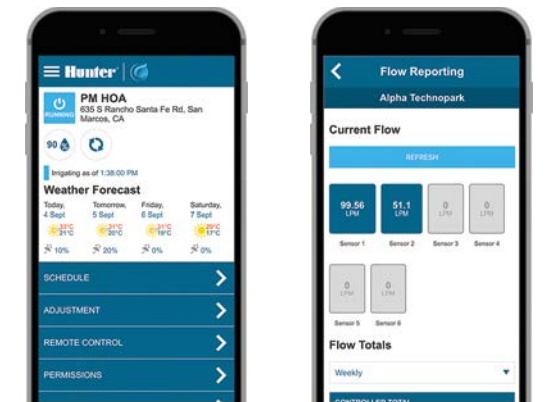 Hunter
PM HOA
RUNNING
635 S Rancho Santa Fe Rd, San
Marcos, CA
90
Irrigating as of 1:38:00 PM
Weather Forecast
Today, Tomorrow, Friday, Saturday,
4 Sept 5 Sept 6 Sept 7 Sept
21°C 20°C 19°C 17°C
10% 20% 0% 0%
SCHEDULE
ADJUSTMENT
REMOTE CONTROL
PERMISSIONS
Flow Reporting
Alpha Technopark
Current Flow
REFRESH
99.56 51.1 0 0
LPM LPM LPM LPM
Sensor 1 Sensor 2 Sensor 3 Sensor 4
0 0
LPM LPM
Sensor 5 Sensor 6
Flow Totals
Weekly
CONTROLLER TOTAL